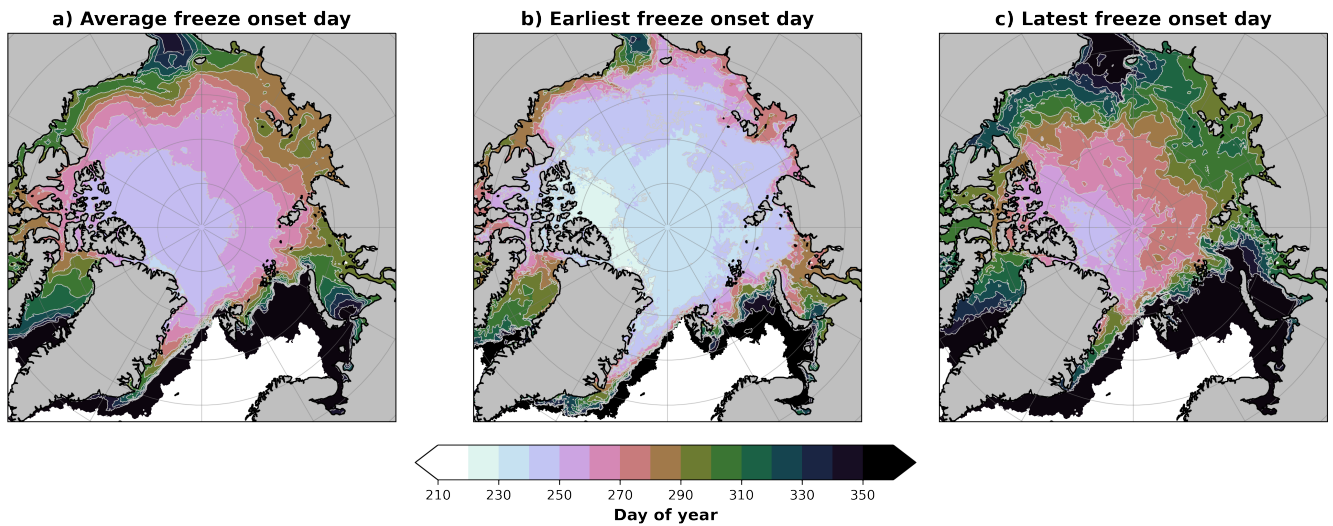 a) Average freeze onset day
b) Earliest freeze onset day
c) Latest freeze onset day
210 230 250 270 290 310 330 350
Day of year